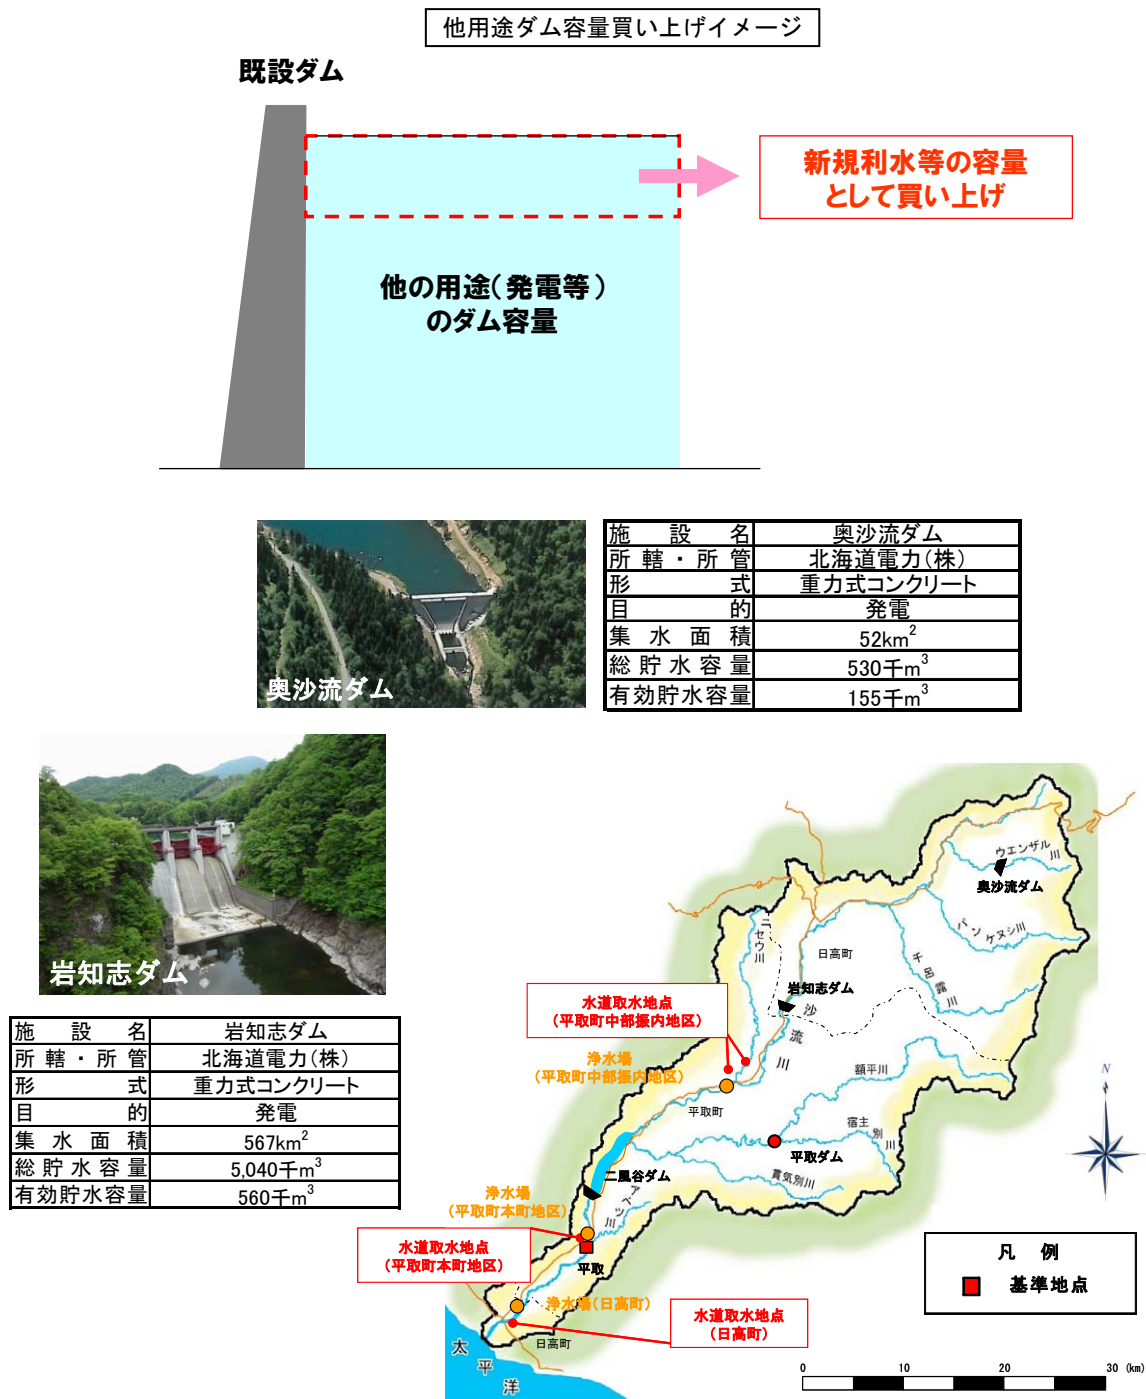 他用途ダム容量買い上げイメージ
既設ダム
新規利水等の容量
として買い上げ
他の用途(発電等)
のダム容量
奥沙流ダム
施設名 奥沙流ダム
所轄・所管 北海道電力(株)
形式 重力式コンクリート
目的 発電
集水面積 52km²
総貯水容量 530千m³
有効貯水容量 155千m³
岩知志ダム
施設名 岩知志ダム
所轄・所管 北海道電力(株)
形式 重力式コンクリート
目的 発電
集水面積 567km²
総貯水容量 5,040千m³
有効貯水容量 560千m³
ウエンザル川
奥沙流ダム
パンケヌシ川
千呂露川
ニセウ川
日高町
岩知志ダム
沙流川
水道取水地点
(平取町中部振内地区)
浄水場
(平取町中部振内地区)
額平川
平取町
宿主別川
平取ダム
貫気別川
二風谷ダム
アベツ川
浄水場
(平取町本町地区)
水道取水地点
(平取町本町地区)
平取
浄水場(日高町)
水道取水地点
(日高町)
日高町
太平洋
N
凡例
基準地点
0 10 20 30 (km)